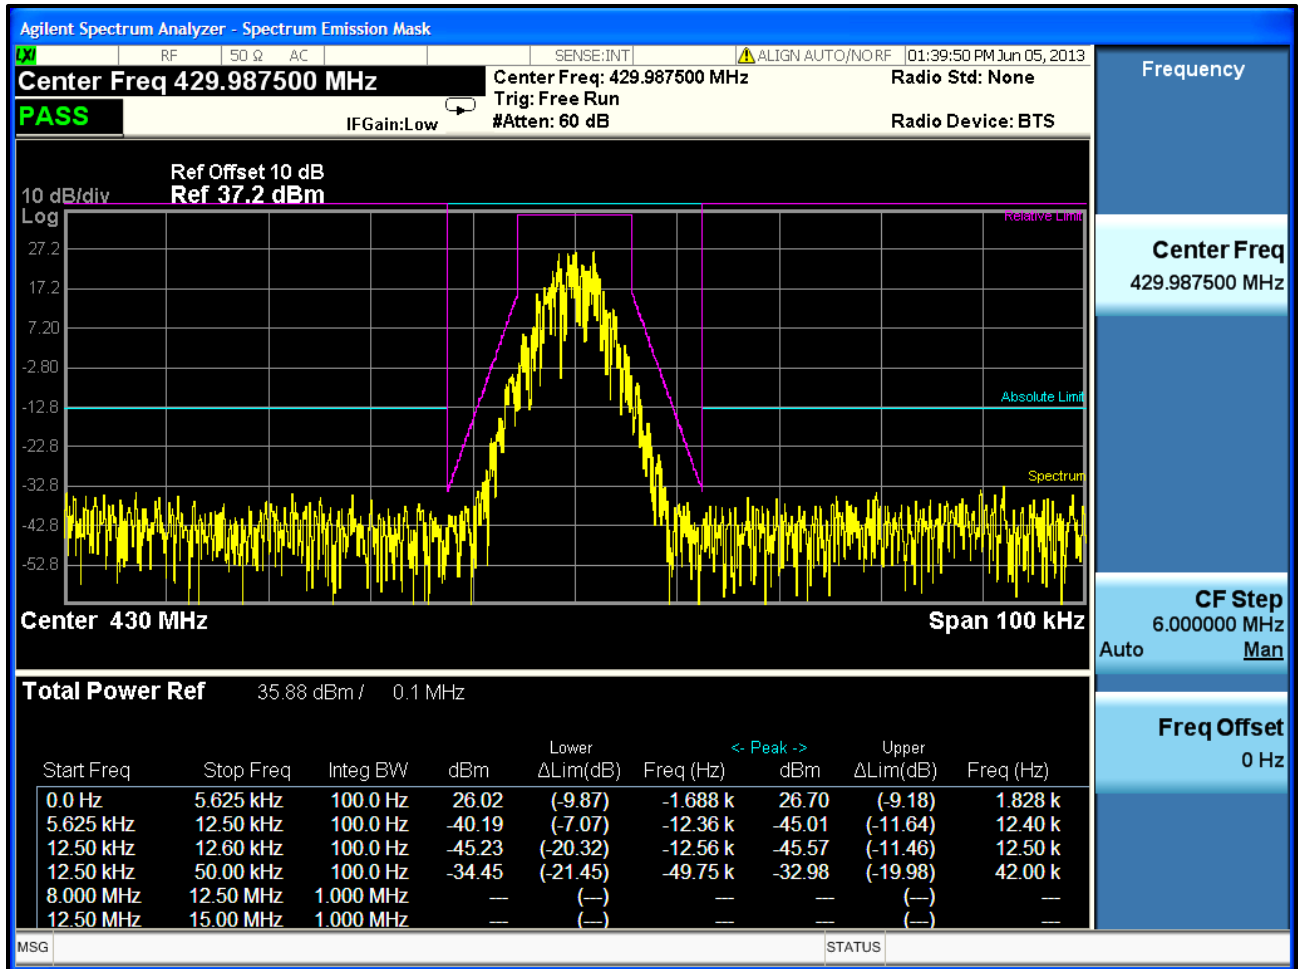 Agilent Spectrum Analyzer - Spectrum Emission Mask
LXI RF 50 Ω AC SENSE:INT ALIGN AUTO/NO RF 01:39:50 PM Jun 05, 2013
Center Freq 429.987500 MHz
Center Freq: 429.987500 MHz Radio Std: None
Trig: Free Run
PASS IFGain:Low #Atten: 60 dB Radio Device: BTS
Ref Offset 10 dB
10 dB/div Ref 37.2 dBm
Log
Relative Limit
27.2
17.2
7.20
-2.80
-12.8
Absolute Limit
-22.8
-32.8
Spectrum
-42.8
-52.8
Center 430 MHz Span 100 kHz
Total Power Ref 35.88 dBm / 0.1 MHz
Lower <- Peak -> Upper
Start Freq Stop Freq Integ BW dBm ΔLim(dB) Freq (Hz) dBm ΔLim(dB) Freq (Hz)
0.0 Hz 5.625 kHz 100.0 Hz 26.02 (-9.87) -1.688 k 26.70 (-9.18) 1.828 k
5.625 kHz 12.50 kHz 100.0 Hz -40.19 (-7.07) -12.36 k -45.01 (-11.64) 12.40 k
12.50 kHz 12.60 kHz 100.0 Hz -45.23 (-20.32) -12.56 k -45.57 (-11.46) 12.50 k
12.50 kHz 50.00 kHz 100.0 Hz -34.45 (-21.45) -49.75 k -32.98 (-19.98) 42.00 k
8.000 MHz 12.50 MHz 1.000 MHz --- (---) --- --- (---) ---
12.50 MHz 15.00 MHz 1.000 MHz --- (---) --- --- (---) ---
MSG STATUS
Frequency
Center Freq
429.987500 MHz
CF Step
6.000000 MHz
Auto Man
Freq Offset
0 Hz